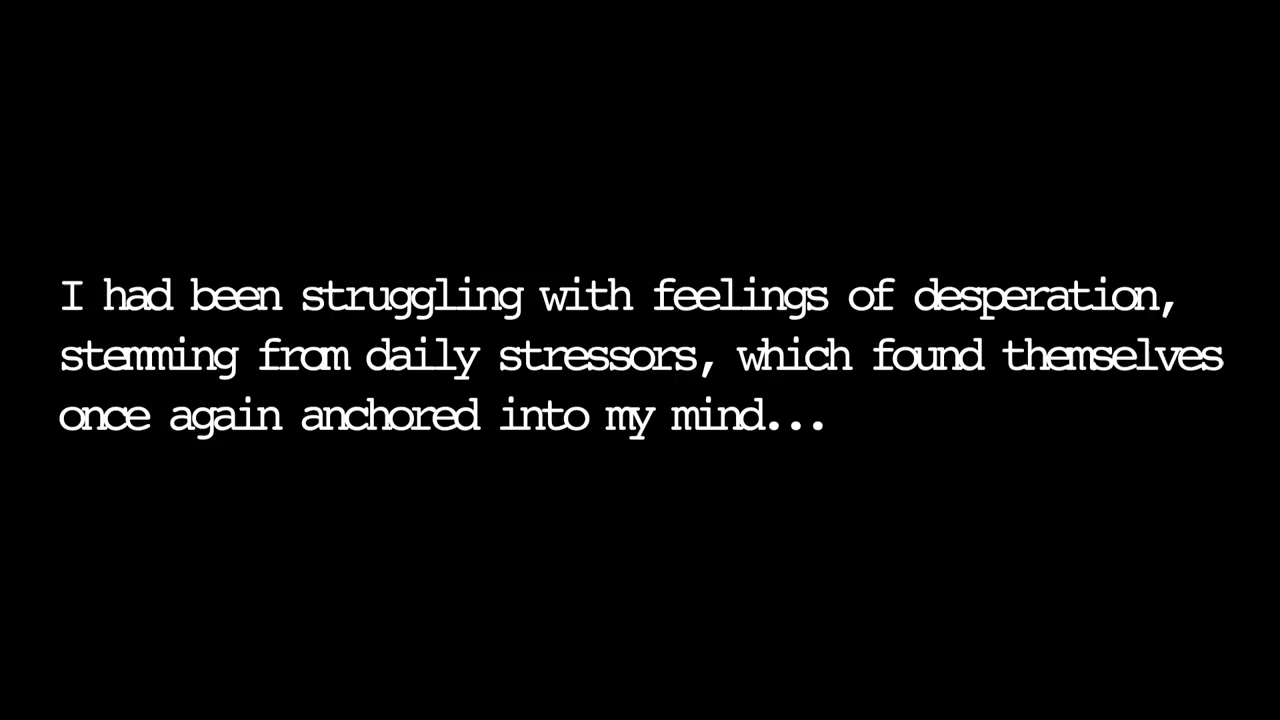 I had been struggling with feelings of desperation,
stemming from daily stressors, which found themselves
once again anchored into my mind...